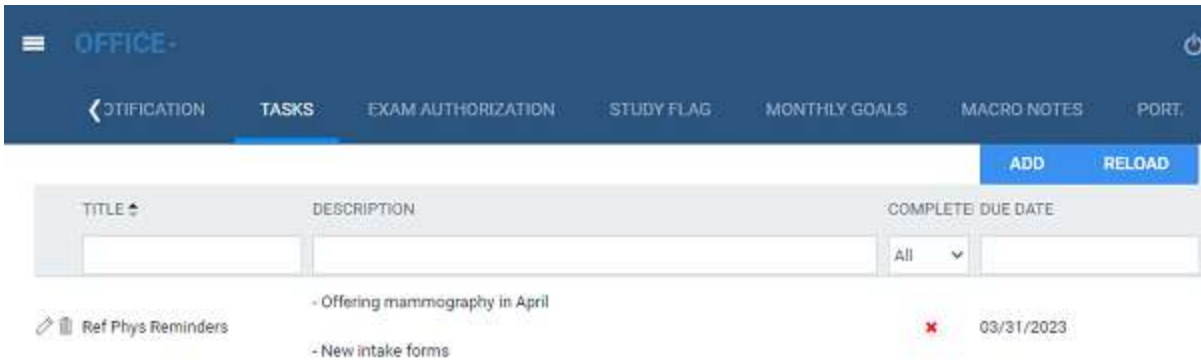 OFFICE-
OTIFICATION TASKS EXAM AUTHORIZATION STUDY FLAG MONTHLY GOALS MACRO NOTES PORT.
ADD RELOAD
TITLE DESCRIPTION COMPLETE DUE DATE
All
- Offering mammography in April
Ref Phys Reminders 03/31/2023
- New intake forms